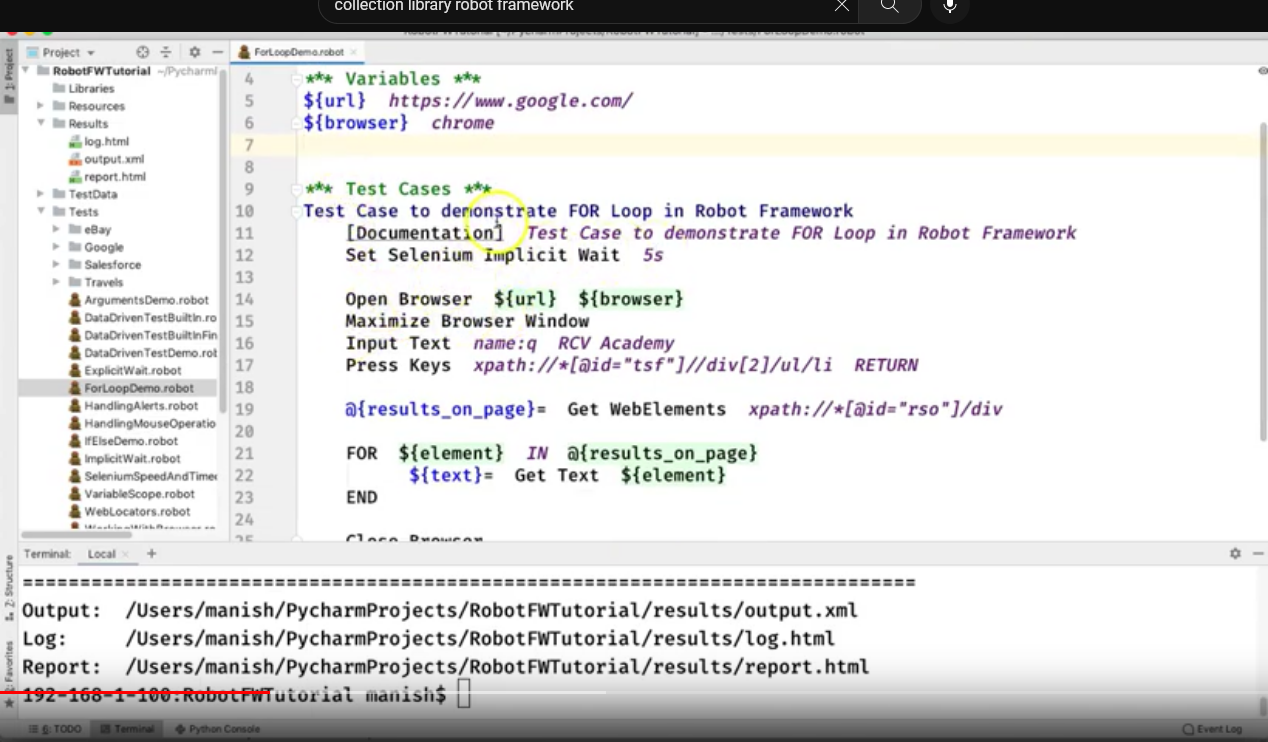 collection library robot framework
Project
ForLoopDemo.robot
1: Project
RobotFWTutorial ~/PycharmP
Libraries
Resources
Results
log.html
output.xml
report.html
TestData
Tests
eBay
Google
Salesforce
Travels
ArgumentsDemo.robot
DataDrivenTestBuiltIn.ro
DataDrivenTestBuiltInFin
DataDrivenTestDemo.rob
ExplicitWait.robot
ForLoopDemo.robot
HandlingAlerts.robot
HandlingMouseOperatio
IfElseDemo.robot
ImplicitWait.robot
SeleniumSpeedAndTime
VariableScope.robot
WebLocators.robot
4 *** Variables ***
5 ${url}  https://www.google.com/
6 ${browser}  chrome
7
8
9 *** Test Cases ***
10 Test Case to demonstrate FOR Loop in Robot Framework
11 [Documentation]  Test Case to demonstrate FOR Loop in Robot Framework
12 Set Selenium Implicit Wait  5s
13
14 Open Browser  ${url}  ${browser}
15 Maximize Browser Window
16 Input Text  name:q  RCV Academy
17 Press Keys  xpath://*[@id="tsf"]//div[2]/ul/li  RETURN
18
19 @{results_on_page}=  Get WebElements  xpath://*[@id="rso"]/div
20
21 FOR  ${element}  IN  @{results_on_page}
22 ${text}=  Get Text  ${element}
23 END
24
25 Close Browser
Terminal: Local +
================================================================================
Output:  /Users/manish/PycharmProjects/RobotFWTutorial/results/output.xml
Log:     /Users/manish/PycharmProjects/RobotFWTutorial/results/log.html
Report:  /Users/manish/PycharmProjects/RobotFWTutorial/results/report.html
192-168-1-100:RobotFWTutorial manish$
Z: Structure
2: Favorites
6: TODO
Terminal
Python Console
Event Log